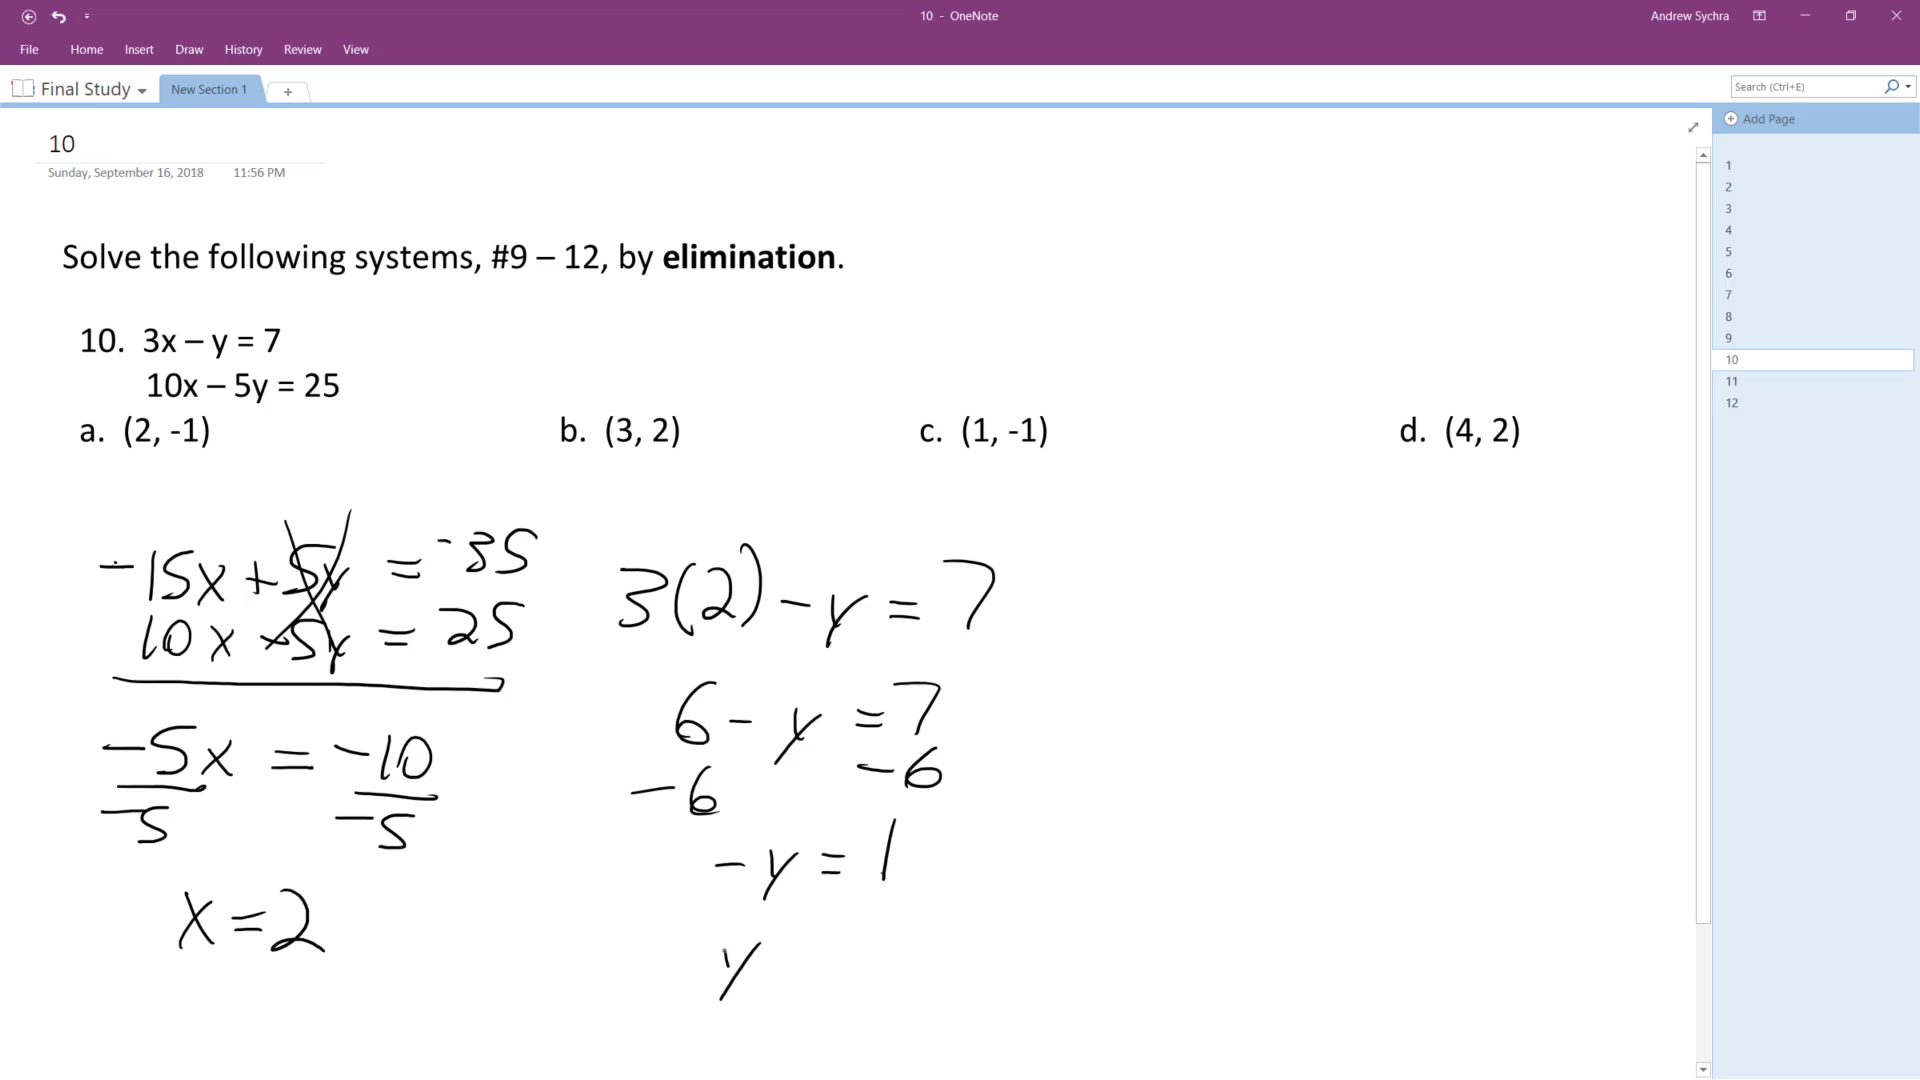 10 - OneNote
Andrew Sychra
File Home Insert Draw History Review View
Final Study
New Section 1
+
Search (Ctrl+E)
Add Page
1
2
3
4
5
6
7
8
9
10
11
12
10
Sunday, September 16, 2018 11:56 PM
Solve the following systems, #9 – 12, by elimination.
10. 3x – y = 7
10x – 5y = 25
a. (2, -1) b. (3, 2) c. (1, -1) d. (4, 2)
-15x + 5y = -35
10x - 5y = 25
-5x = -10
-5 -5
x = 2
3(2) - y = 7
6 - y = 7
-6 -6
-y = 1
y